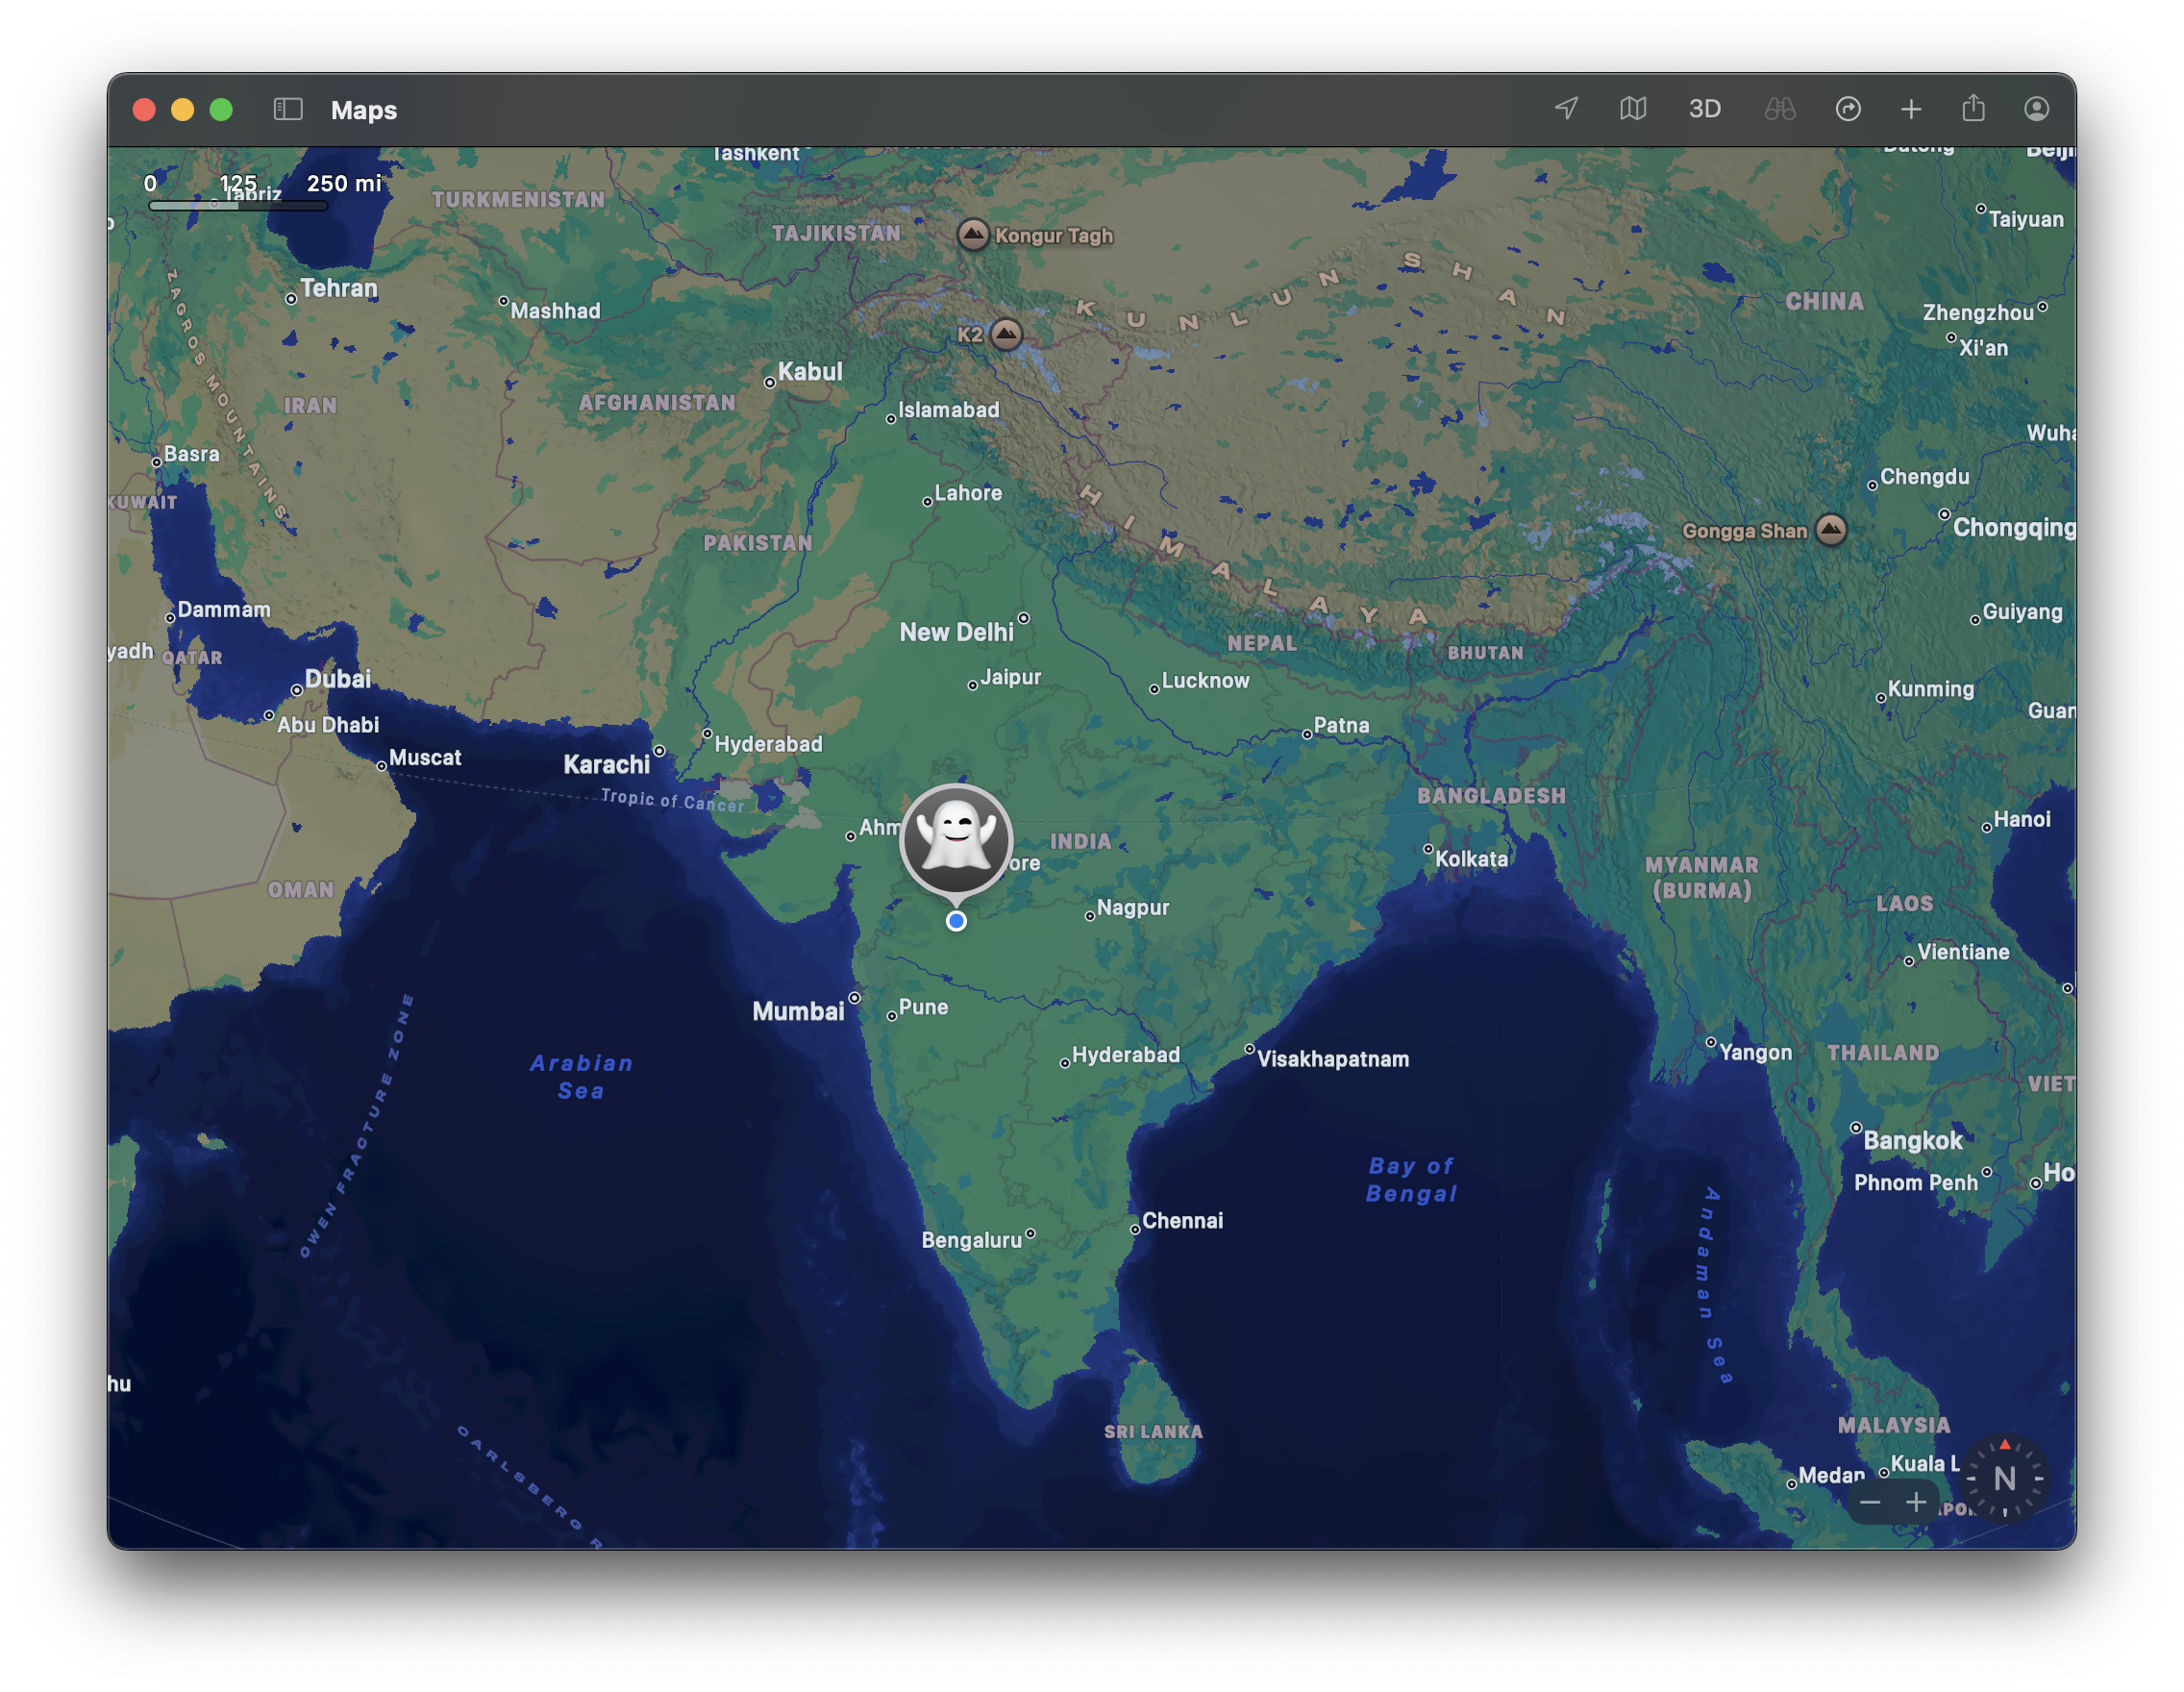 Maps
3D
0 125 250 mi
Tabriz
Tashkent
TURKMENISTAN
TAJIKISTAN
Kongur Tagh
Taiyuan
Tehran
Mashhad
KUNLUN SHAN
CHINA
Zhengzhou
Xi'an
K2
ZAGROS MOUNTAINS
Kabul
IRAN
AFGHANISTAN
Islamabad
Basra
Lahore
Chengdu
KUWAIT
HIMALAYA
PAKISTAN
Gongga Shan
Chongqing
Dammam
Guiyang
New Delhi
NEPAL
BHUTAN
yadh
QATAR
Dubai
Jaipur
Lucknow
Kunming
Abu Dhabi
Patna
Guan
Muscat
Hyderabad
Karachi
Tropic of Cancer
BANGLADESH
Ahm
INDIA
Hanoi
ore
Kolkata
MYANMAR
(BURMA)
OMAN
Nagpur
LAOS
Vientiane
Mumbai
Pune
OWEN FRACTURE ZONE
Arabian
Sea
Hyderabad
Visakhapatnam
Yangon
THAILAND
VIET
Bangkok
Bay of
Bengal
Phnom Penh
Ho
Andaman Sea
Chennai
Bengaluru
hu
SRI LANKA
MALAYSIA
CARLSBERG R
Medan
Kuala L
N